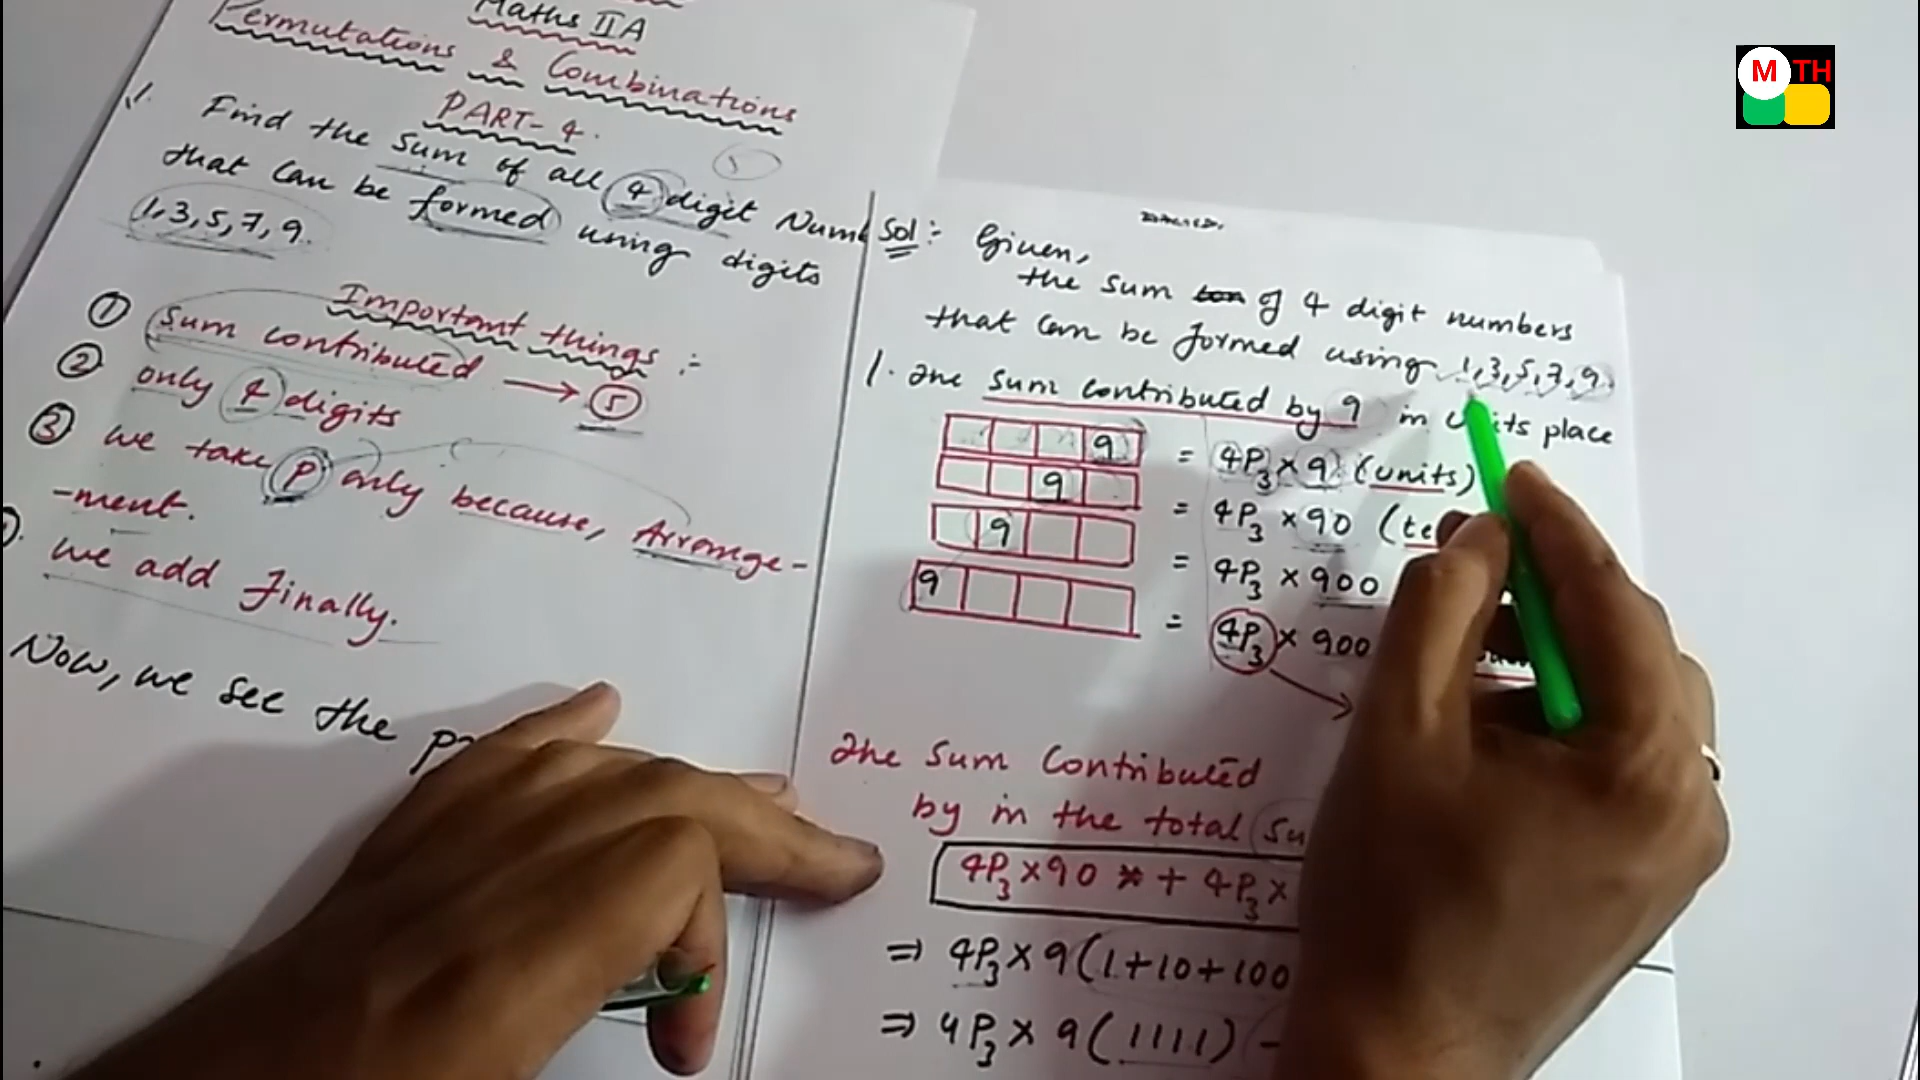 Maths II A
Permutations & Combinations
PART-4.
1. Find the sum of all 4 digit Numb
that can be formed using digits
1,3,5,7,9.
Important things :-
① Sum contributed → 5
② only 4 digits
③ we take P only because, Arrange-
-ment.
we add finally.
Now, we see the
Sol :- Given,
the sum of 4 digit numbers
that can be formed using 1,3,5,7,9.
1. The sum contributed by 9 in units place
9 = 4P3 × 9 (units)
9 = 4P3 × 90 (te
9 = 4P3 × 900
9 = 4P3 × 900
The Sum Contributed
by in the total Su
4P3 × 90 + 4P3 ×
⇒ 4P3 × 9 (1+10+100
⇒ 4P3 × 9 (1111) -
M TH